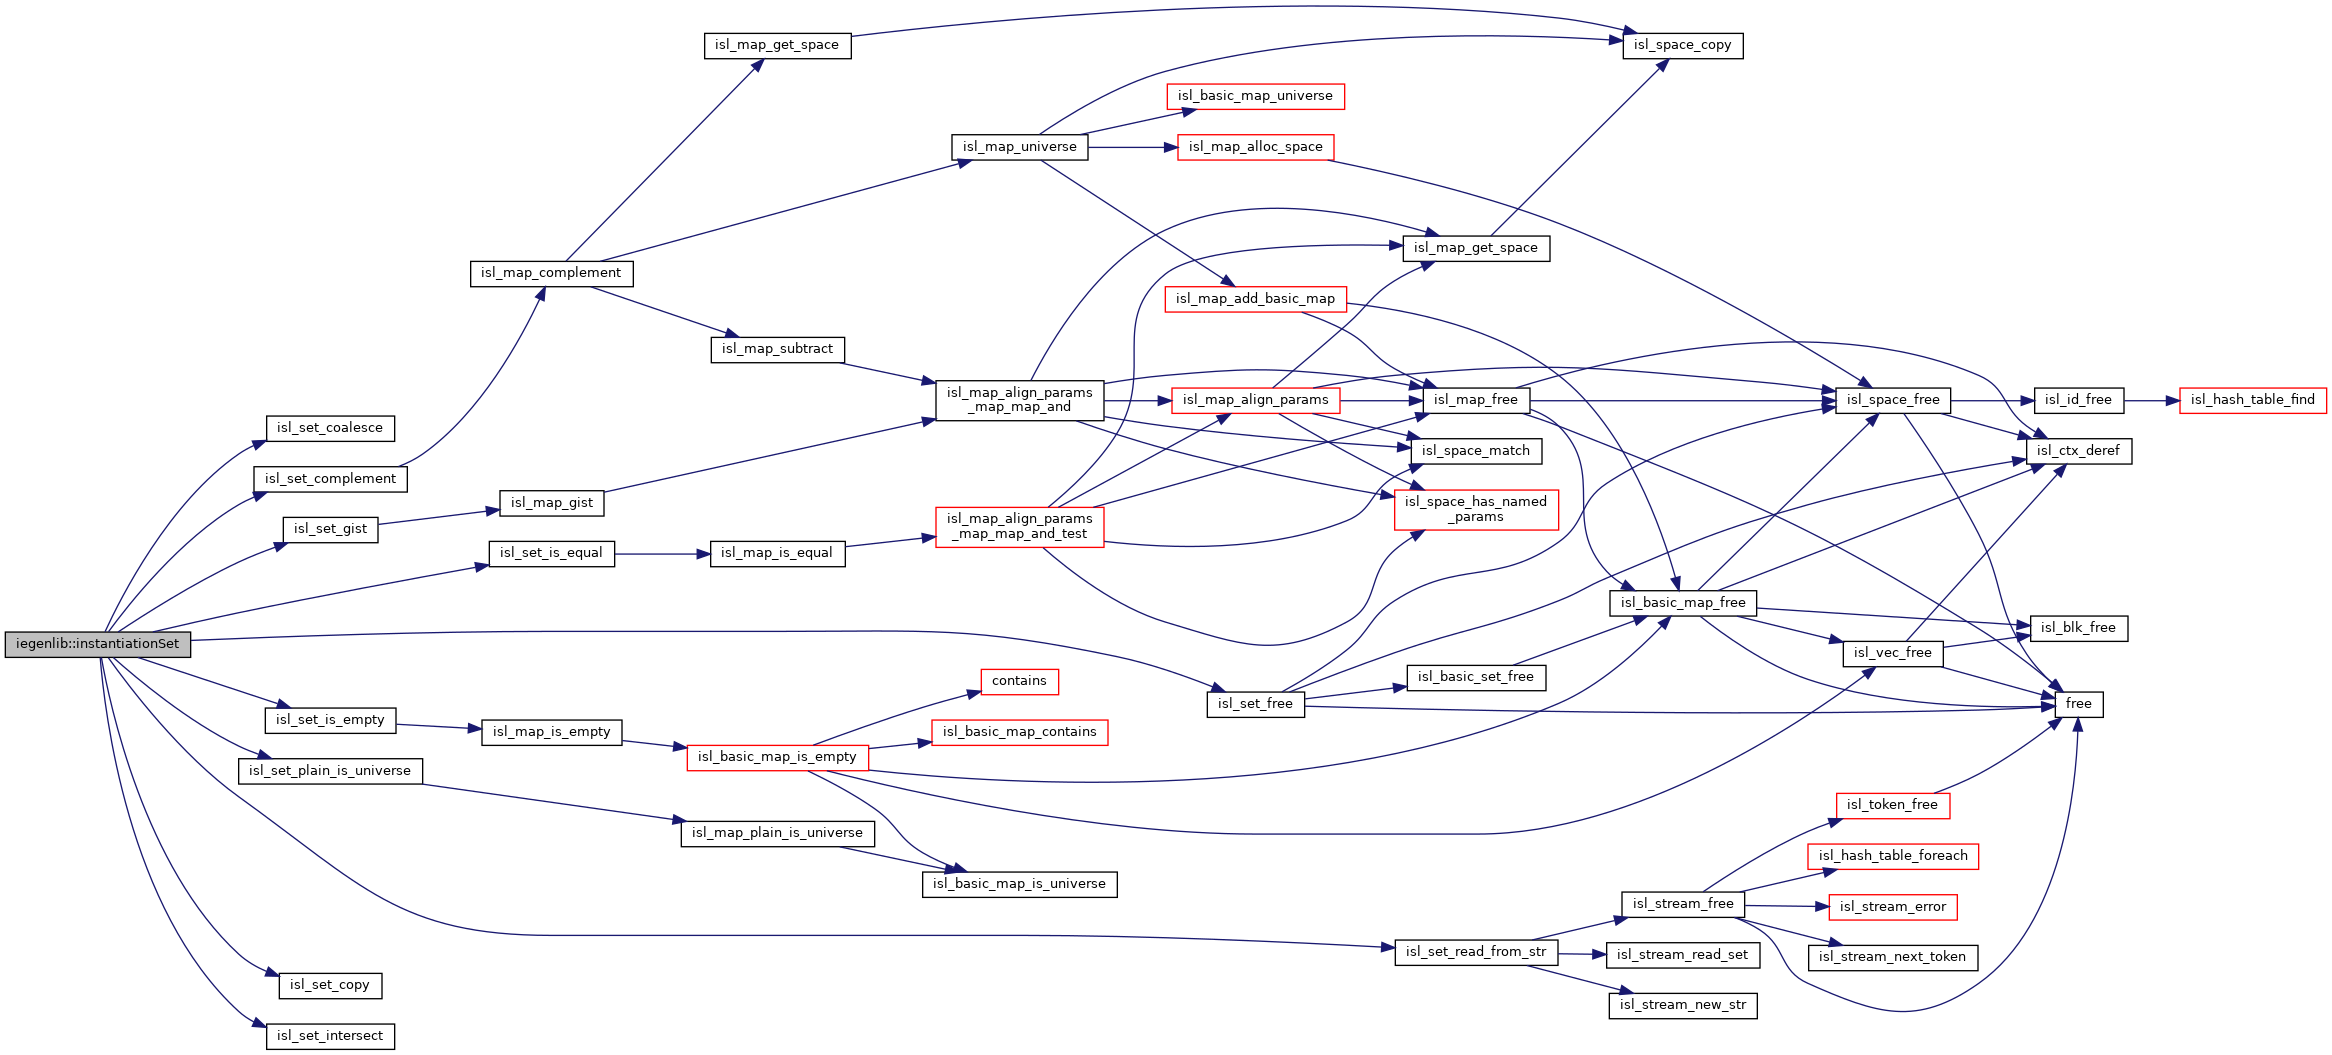 isl_map_get_space
isl_space_copy
isl_basic_map_universe
isl_map_universe
isl_map_alloc_space
isl_map_get_space
isl_map_complement
isl_map_add_basic_map
isl_map_subtract
isl_map_align_params
_map_map_and
isl_map_align_params
isl_map_free
isl_space_free
isl_id_free
isl_hash_table_find
isl_set_coalesce
isl_space_match
isl_ctx_deref
isl_set_complement
isl_map_gist
isl_space_has_named
_params
isl_set_gist
isl_map_align_params
_map_map_and_test
isl_set_is_equal
isl_map_is_equal
isl_basic_map_free
isl_blk_free
iegenlib::instantiationSet
isl_vec_free
contains
isl_basic_set_free
isl_set_free
free
isl_set_is_empty
isl_map_is_empty
isl_basic_map_contains
isl_basic_map_is_empty
isl_set_plain_is_universe
isl_token_free
isl_map_plain_is_universe
isl_hash_table_foreach
isl_basic_map_is_universe
isl_stream_free
isl_stream_error
isl_set_read_from_str
isl_stream_read_set
isl_stream_next_token
isl_set_copy
isl_stream_new_str
isl_set_intersect